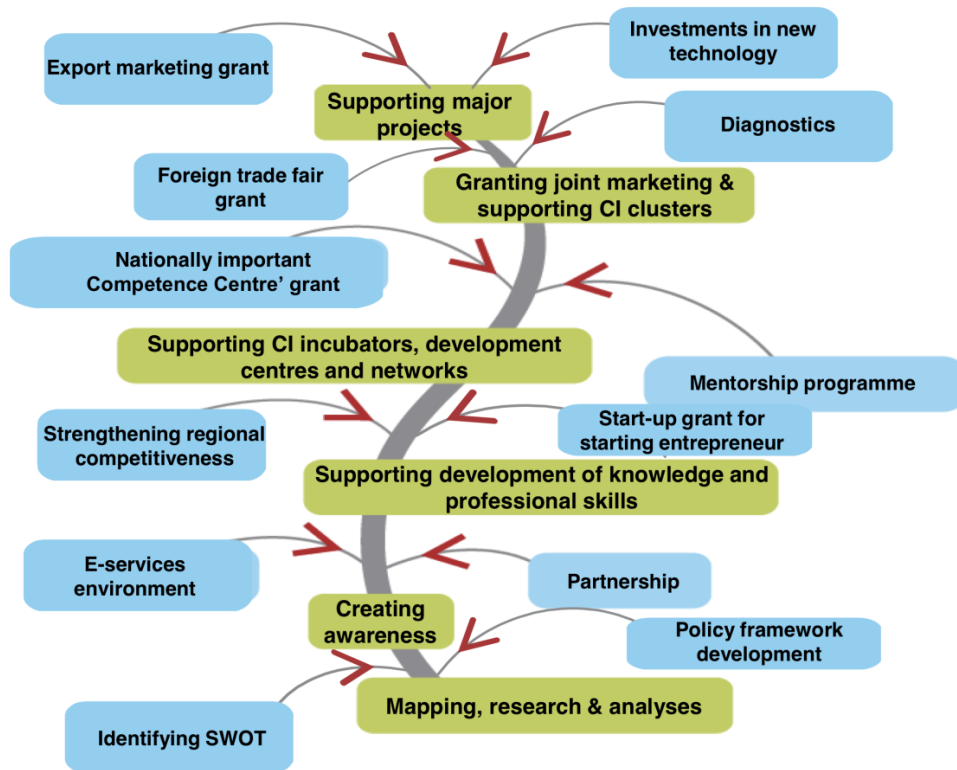 Export marketing grant
Investments in new
technology
Supporting major
projects
Diagnostics
Foreign trade fair
grant
Granting joint marketing &
supporting CI clusters
Nationally important
Competence Centre’ grant
Supporting CI incubators, development
centres and networks
Mentorship programme
Strengthening regional
competitiveness
Start-up grant for
starting entrepreneur
Supporting development of knowledge and
professional skills
E-services
environment
Partnership
Creating
awareness
Policy framework
development
Mapping, research & analyses
Identifying SWOT